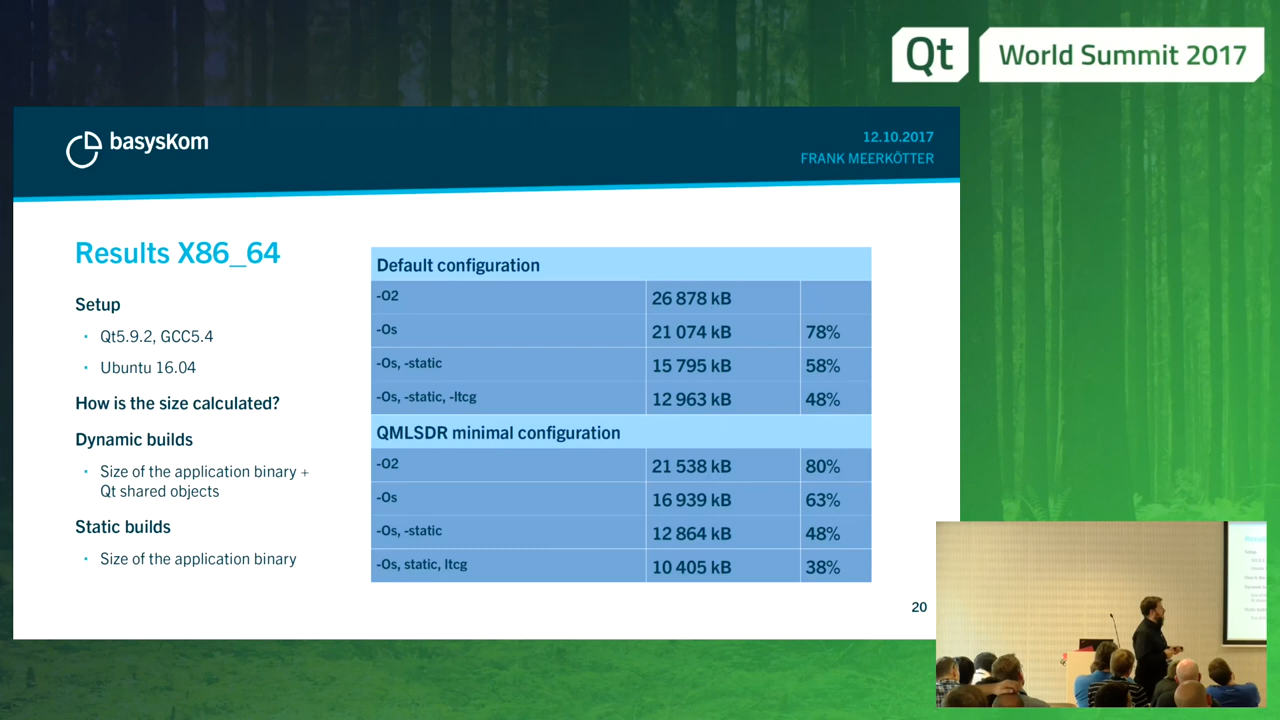 Qt World Summit 2017
basysKom
12.10.2017
FRANK MEERKÖTTER
Results X86_64
Setup
· Qt5.9.2, GCC5.4
· Ubuntu 16.04
How is the size calculated?
Dynamic builds
· Size of the application binary +
Qt shared objects
Static builds
· Size of the application binary
Default configuration
-O2 26 878 kB
-Os 21 074 kB 78%
-Os, -static 15 795 kB 58%
-Os, -static, -ltcg 12 963 kB 48%
QMLSDR minimal configuration
-O2 21 538 kB 80%
-Os 16 939 kB 63%
-Os, -static 12 864 kB 48%
-Os, static, ltcg 10 405 kB 38%
20